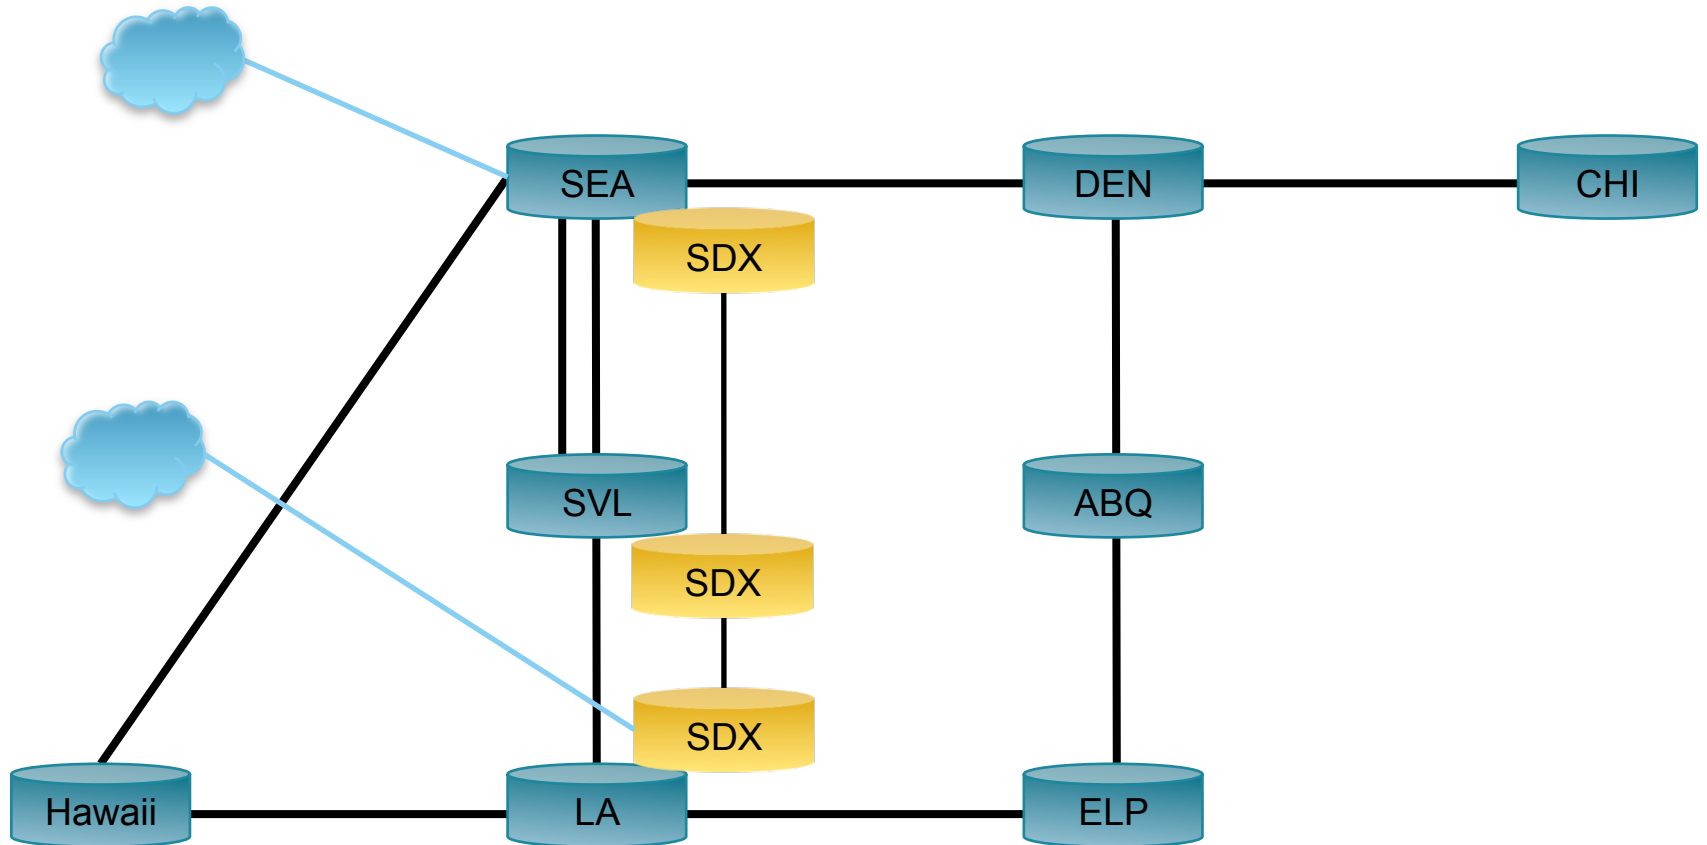 SEA
DEN
CHI
SDX
SVL
ABQ
SDX
SDX
Hawaii
LA
ELP